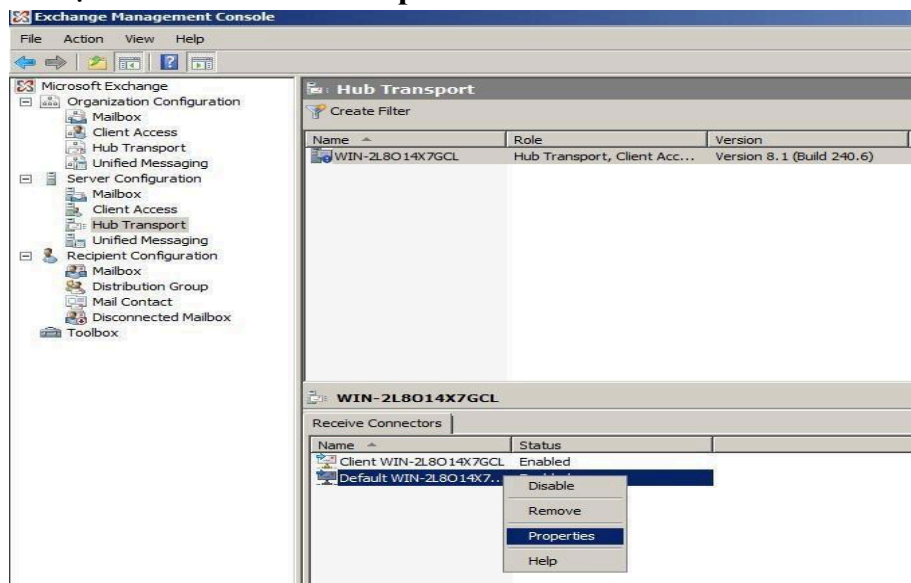 Exchange Management Console
File Action View Help
Microsoft Exchange
Organization Configuration
Mailbox
Client Access
Hub Transport
Unified Messaging
Server Configuration
Mailbox
Client Access
Hub Transport
Unified Messaging
Recipient Configuration
Mailbox
Distribution Group
Mail Contact
Disconnected Mailbox
Toolbox
Hub Transport
Create Filter
Name Role Version
WIN-2L8O14X7GCL Hub Transport, Client Acc... Version 8.1 (Build 240.6)
WIN-2L8O14X7GCL
Receive Connectors
Name Status
Client WIN-2L8O14X7GCL Enabled
Default WIN-2L8O14X7...
Disable
Remove
Properties
Help